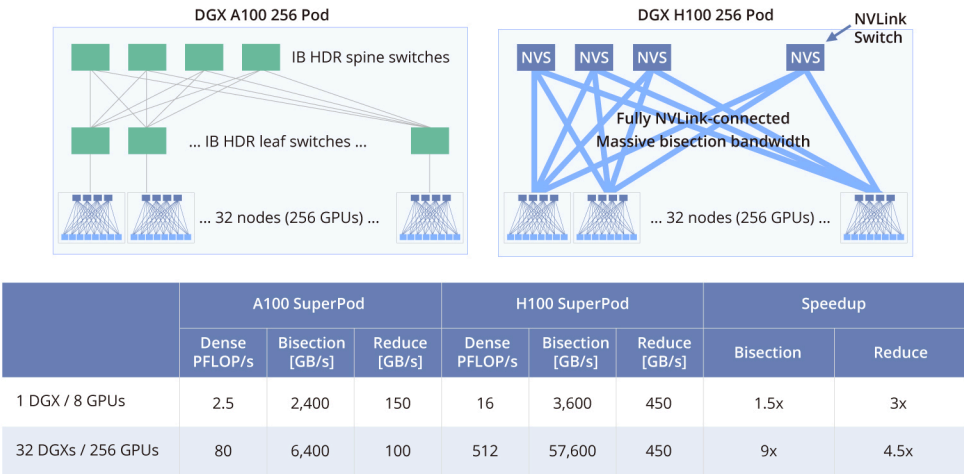 DGX A100 256 Pod
IB HDR spine switches
... IB HDR leaf switches ...
... 32 nodes (256 GPUs) ...
DGX H100 256 Pod
NVLink
Switch
NVS NVS NVS NVS
Fully NVLink-connected
Massive bisection bandwidth
... 32 nodes (256 GPUs) ...
A100 SuperPod H100 SuperPod Speedup
Dense PFLOP/s Bisection [GB/s] Reduce [GB/s] Dense PFLOP/s Bisection [GB/s] Reduce [GB/s] Bisection Reduce
1 DGX / 8 GPUs 2.5 2,400 150 16 3,600 450 1.5x 3x
32 DGXs / 256 GPUs 80 6,400 100 512 57,600 450 9x 4.5x